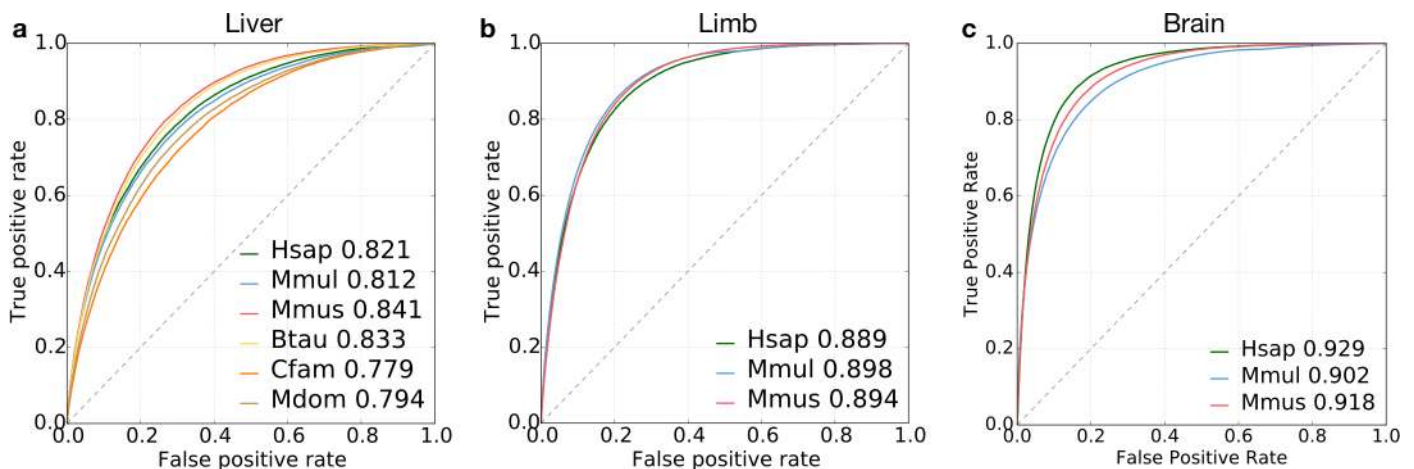 a
Liver
1.0
0.8
0.6
0.4
0.2
0.0
True positive rate
Hsap 0.821
Mmul 0.812
Mmus 0.841
Btau 0.833
Cfam 0.779
Mdom 0.794
0.0 0.2 0.4 0.6 0.8 1.0
False positive rate
b
Limb
1.0
0.8
0.6
0.4
0.2
0.0
True positive rate
Hsap 0.889
Mmul 0.898
Mmus 0.894
0.0 0.2 0.4 0.6 0.8 1.0
False positive rate
c
Brain
1.0
0.8
0.6
0.4
0.2
0.0
True Positive Rate
Hsap 0.929
Mmul 0.902
Mmus 0.918
0.0 0.2 0.4 0.6 0.8 1.0
False Positive Rate